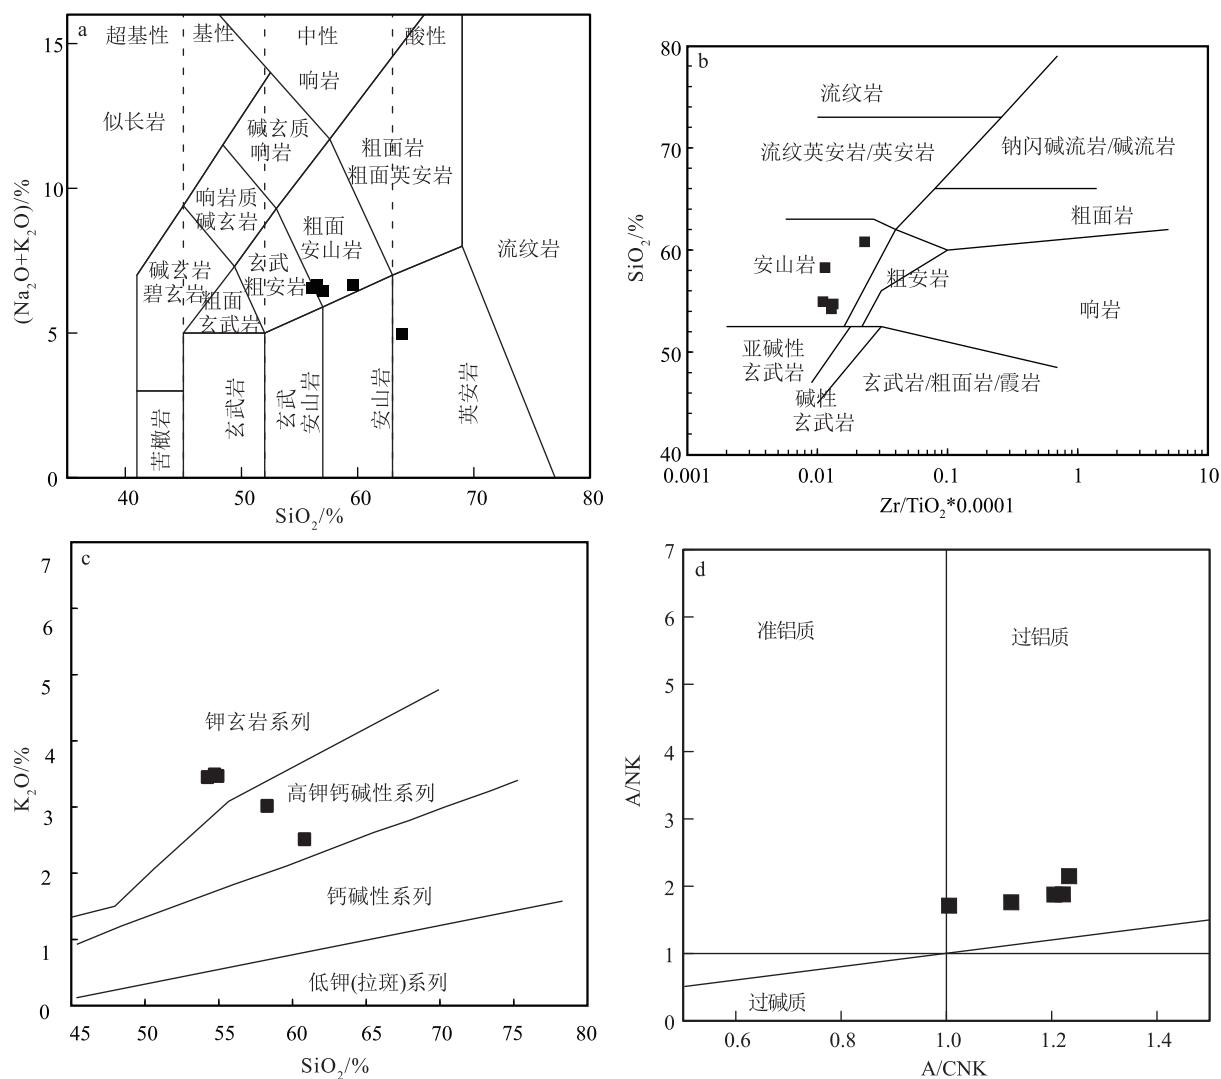 a
超基性 基性 中性 酸性
15
响岩
似长岩
碱玄质
响岩
粗面岩
粗面英安岩
10
响岩质
碱玄岩
粗面
安山岩
流纹岩
碱玄岩
碧玄岩
玄武
粗安岩
粗面
玄武岩
5
苦橄岩
玄武岩
玄武
安山岩
安山岩
英安岩
0
40 50 60 70 80
SiO₂/%
(Na₂O+K₂O)/%
b
80
70
60
50
40
SiO₂/%
流纹岩
流纹英安岩/英安岩
钠闪碱流岩/碱流岩
粗面岩
安山岩
粗安岩
响岩
亚碱性
玄武岩
玄武岩/粗面岩/霞岩
碱性
玄武岩
0.001 0.01 0.1 1 10
Zr/TiO₂*0.0001
c
7
6
5
4
3
2
1
0
K₂O/%
钾玄岩系列
高钾钙碱性系列
钙碱性系列
低钾(拉斑)系列
45 50 55 60 65 70 75 80
SiO₂/%
d
7
6
5
4
3
2
1
0
A/NK
准铝质
过铝质
过碱质
0.6 0.8 1.0 1.2 1.4
A/CNK